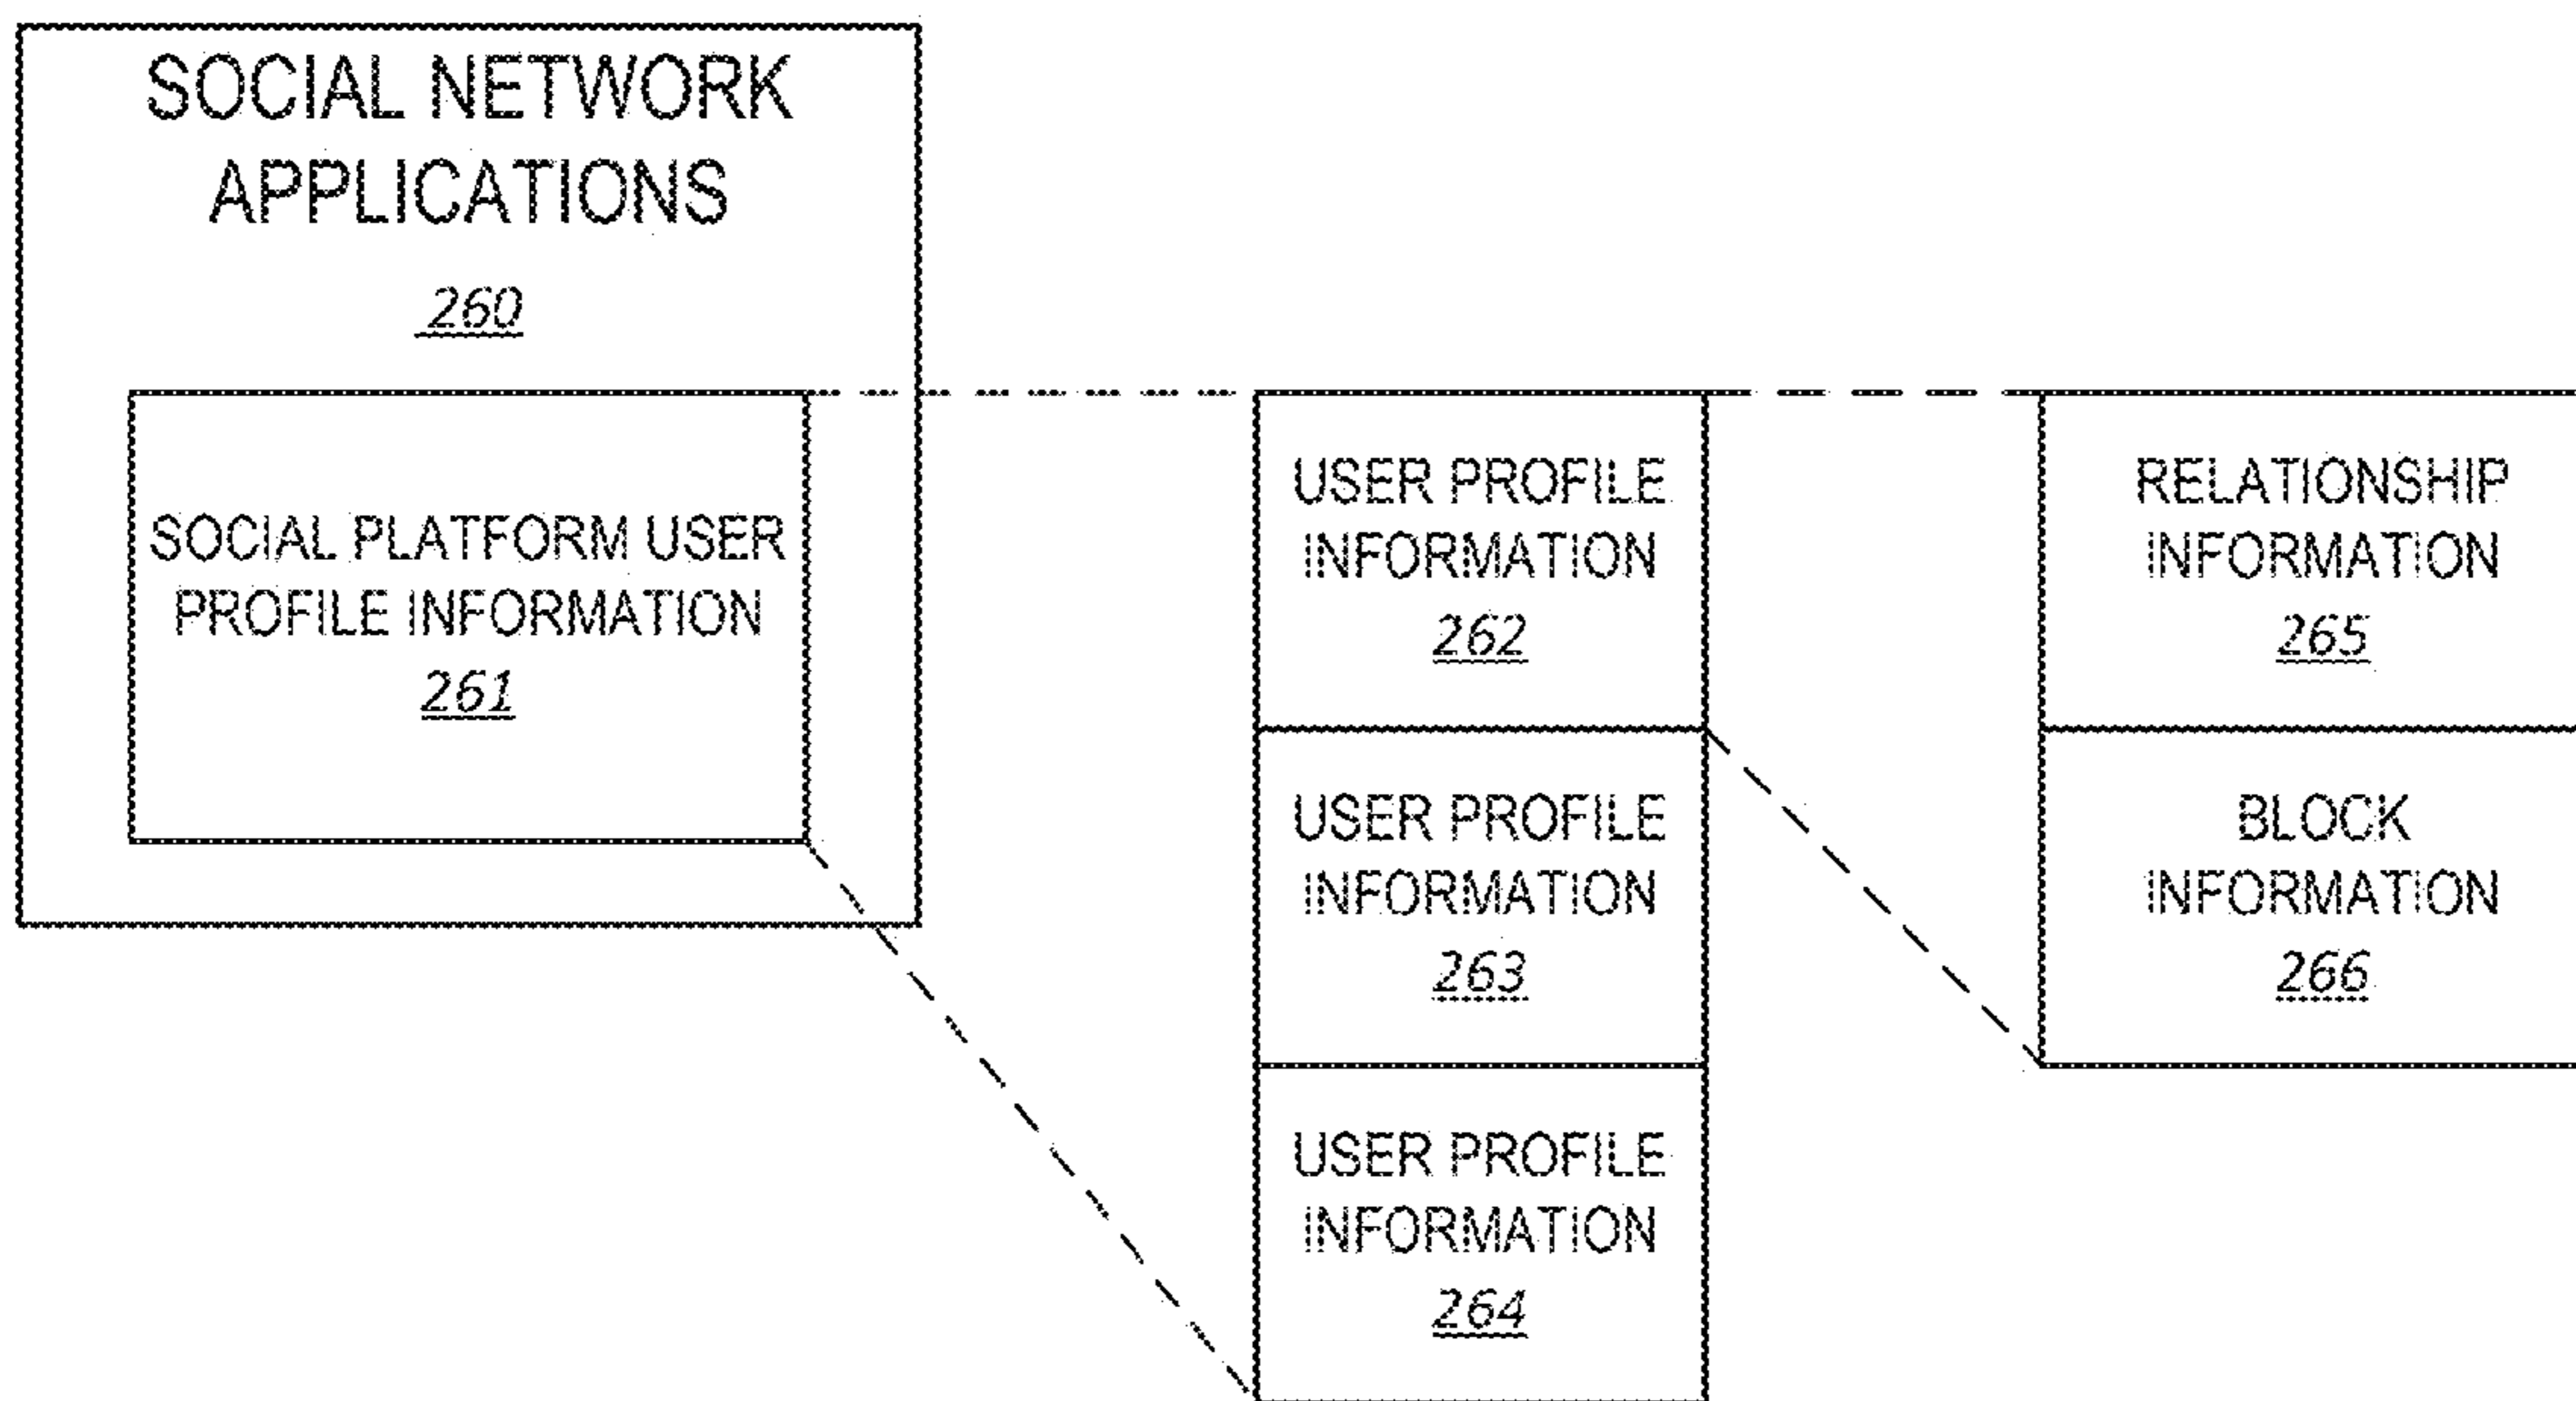 SOCIAL NETWORK
APPLICATIONS
260
SOCIAL PLATFORM USER
PROFILE INFORMATION
261
USER PROFILE
INFORMATION
262
USER PROFILE
INFORMATION
263
USER PROFILE
INFORMATION
264
RELATIONSHIP
INFORMATION
265
BLOCK
INFORMATION
266